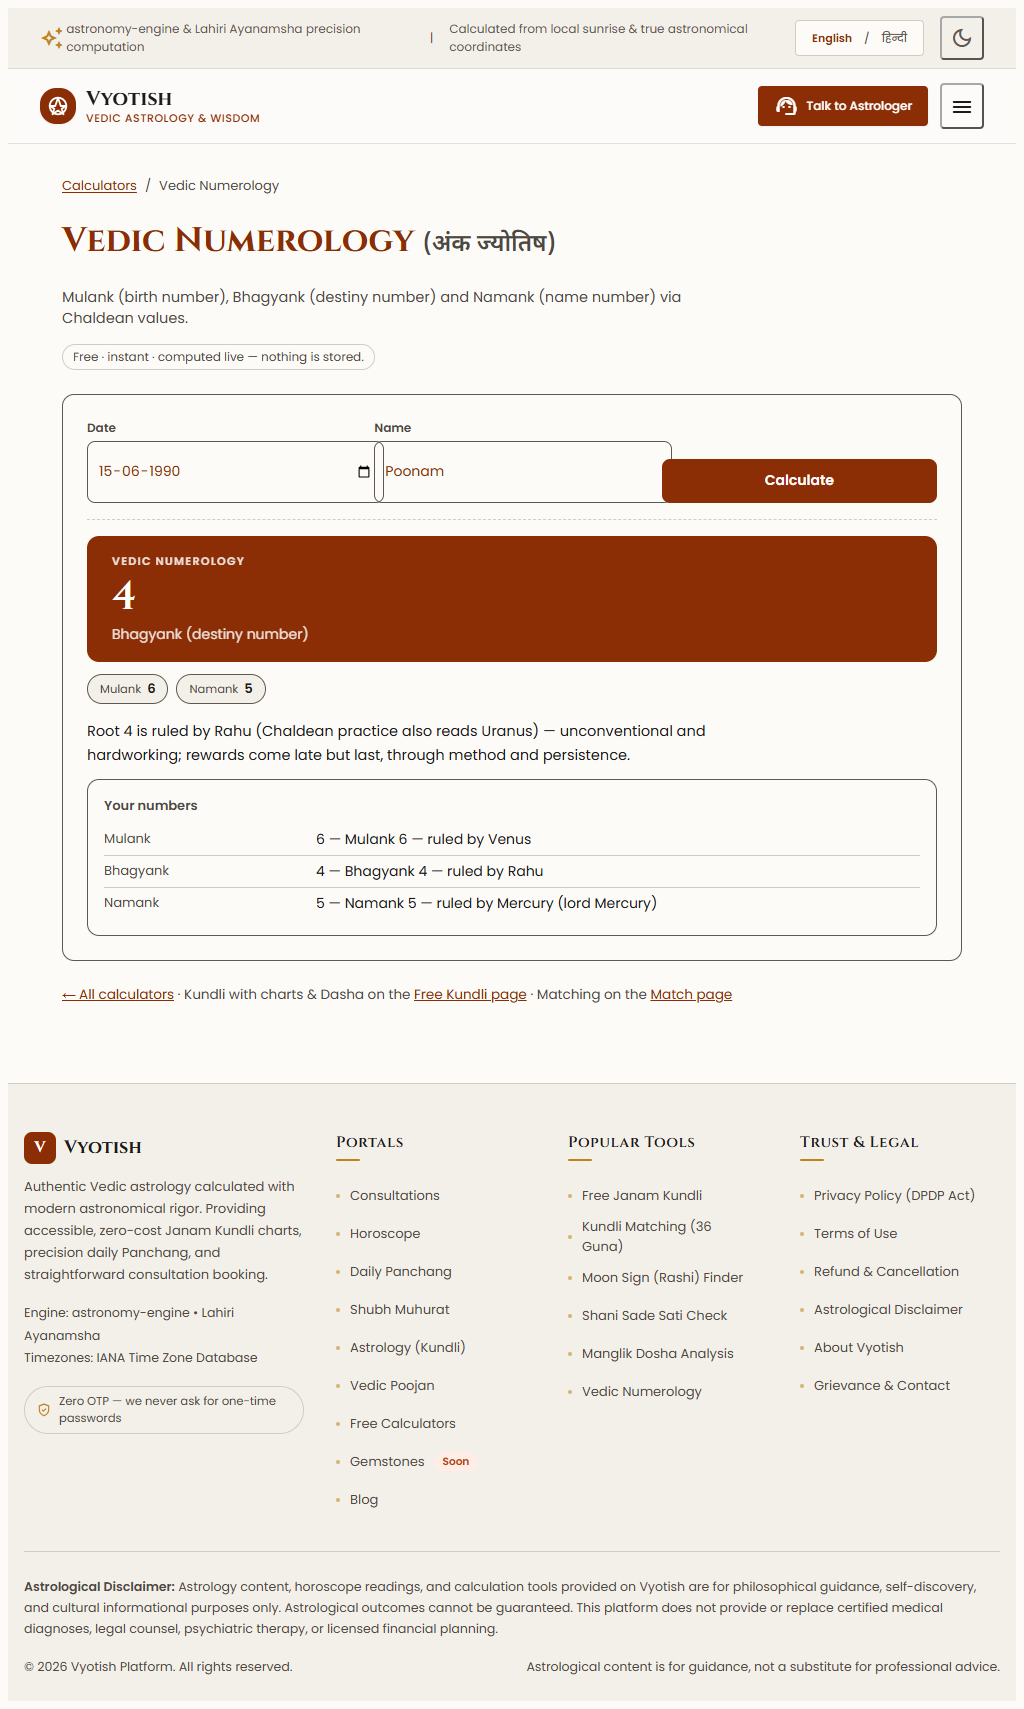 astronomy-engine & Lahiri Ayanamsha precision
computation
|
Calculated from local sunrise & true astronomical
coordinates
English / हिन्दी
Vyotish
VEDIC ASTROLOGY & WISDOM
Talk to Astrologer
Calculators / Vedic Numerology
Vedic Numerology (अंक ज्योतिष)
Mulank (birth number), Bhagyank (destiny number) and Namank (name number) via
Chaldean values.
Free · instant · computed live — nothing is stored.
Date
Name
15-06-1990
Poonam
Calculate
VEDIC NUMEROLOGY
4
Bhagyank (destiny number)
Mulank 6
Namank 5
Root 4 is ruled by Rahu (Chaldean practice also reads Uranus) — unconventional and
hardworking; rewards come late but last, through method and persistence.
Your numbers
Mulank 6 — Mulank 6 — ruled by Venus
Bhagyank 4 — Bhagyank 4 — ruled by Rahu
Namank 5 — Namank 5 — ruled by Mercury (lord Mercury)
← All calculators · Kundli with charts & Dasha on the Free Kundli page · Matching on the Match page
V Vyotish
Authentic Vedic astrology calculated with
modern astronomical rigor. Providing
accessible, zero-cost Janam Kundli charts,
precision daily Panchang, and
straightforward consultation booking.
Engine: astronomy-engine • Lahiri
Ayanamsha
Timezones: IANA Time Zone Database
Zero OTP — we never ask for one-time
passwords
Portals
Consultations
Horoscope
Daily Panchang
Shubh Muhurat
Astrology (Kundli)
Vedic Poojan
Free Calculators
Gemstones Soon
Blog
Popular Tools
Free Janam Kundli
Kundli Matching (36
Guna)
Moon Sign (Rashi) Finder
Shani Sade Sati Check
Manglik Dosha Analysis
Vedic Numerology
Trust & Legal
Privacy Policy (DPDP Act)
Terms of Use
Refund & Cancellation
Astrological Disclaimer
About Vyotish
Grievance & Contact
Astrological Disclaimer: Astrology content, horoscope readings, and calculation tools provided on Vyotish are for philosophical guidance, self-discovery,
and cultural informational purposes only. Astrological outcomes cannot be guaranteed. This platform does not provide or replace certified medical
diagnoses, legal counsel, psychiatric therapy, or licensed financial planning.
© 2026 Vyotish Platform. All rights reserved.
Astrological content is for guidance, not a substitute for professional advice.